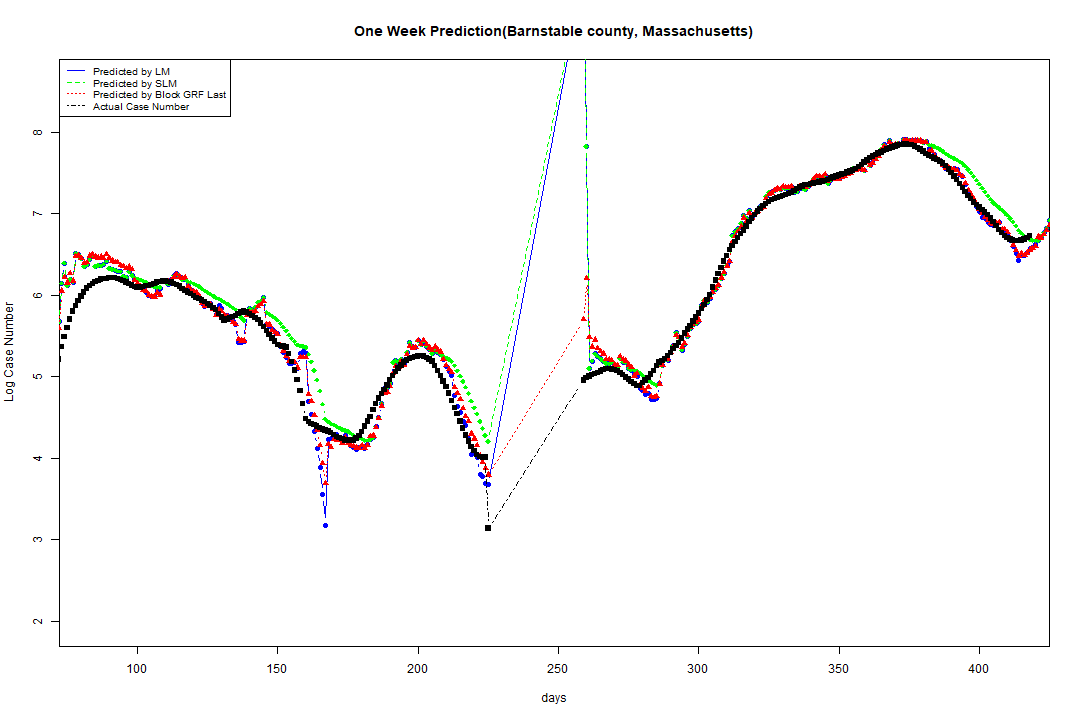 One Week Prediction(Barnstable county, Massachusetts)
Predicted by LM
Predicted by SLM
Predicted by Block GRF Last
Actual Case Number
Log Case Number
8
7
6
5
4
3
2
100 150 200 250 300 350 400
days